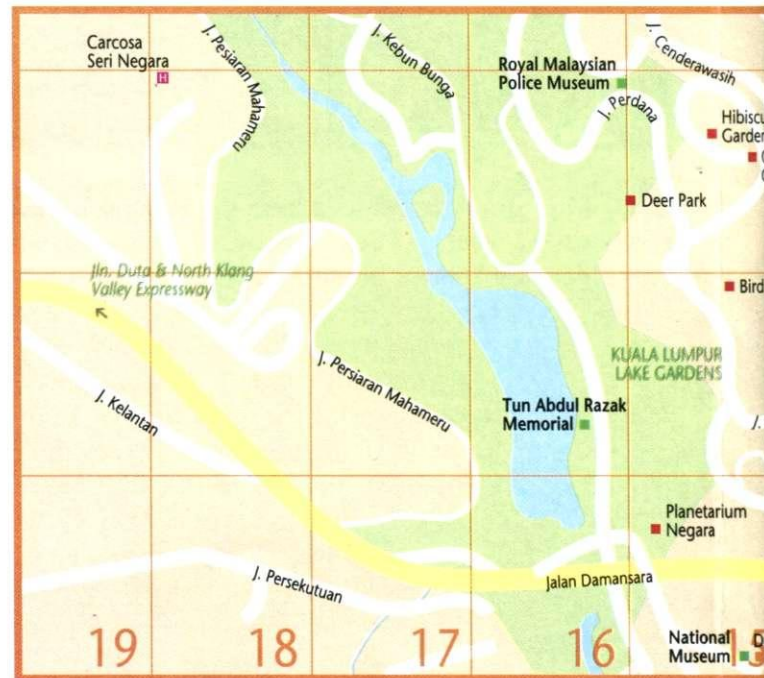 Carcosa
Seri Negara
H
J. Pesiaran Mahameru
J. Kebun Bunga
Royal Malaysian
Police Museum
J. Cenderawasih
J. Perdana
Deer Park
Jln. Duta & North Klang
Valley Expressway
Bird
KUALA LUMPUR
LAKE GARDENS
J. Persiaran Mahameru
J. Kelantan
Tun Abdul Razak
Memorial
J.
Planetarium
Negara
J. Persekutuan
Jalan Damansara
19
18
17
16
15
National
Museum
D